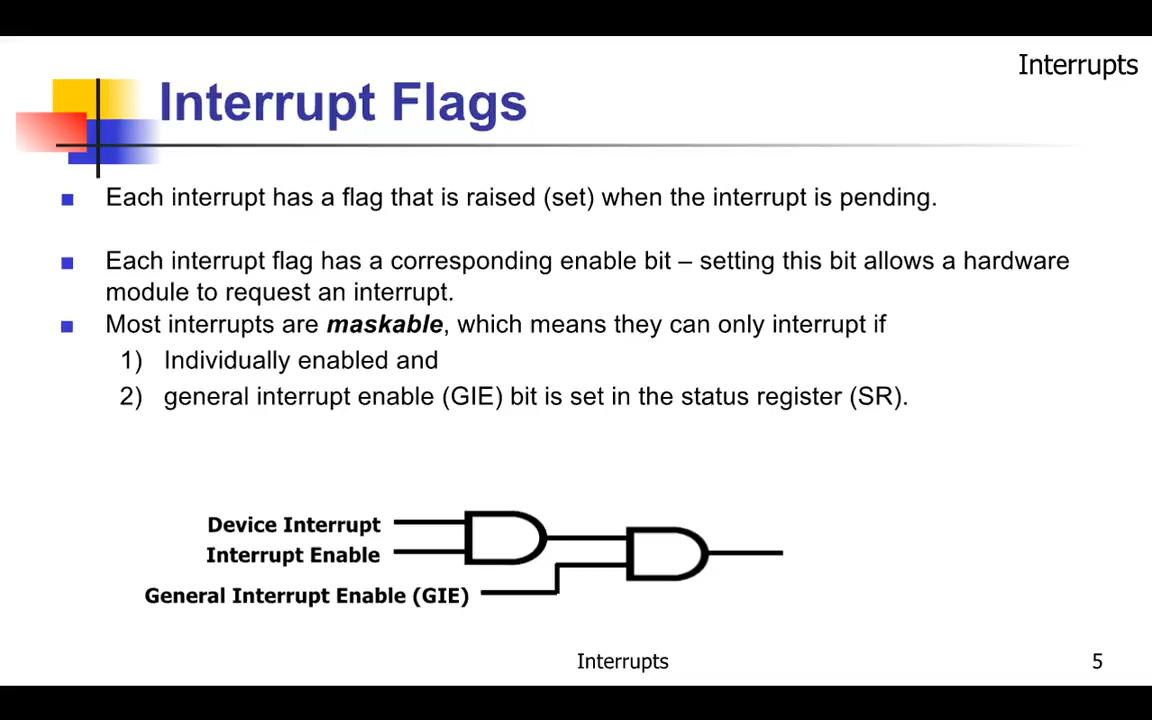 Interrupts
Interrupt Flags
Each interrupt has a flag that is raised (set) when the interrupt is pending.
Each interrupt flag has a corresponding enable bit – setting this bit allows a hardware
module to request an interrupt.
Most interrupts are maskable, which means they can only interrupt if
1) Individually enabled and
2) general interrupt enable (GIE) bit is set in the status register (SR).
Device Interrupt
Interrupt Enable
General Interrupt Enable (GIE)
Interrupts
5